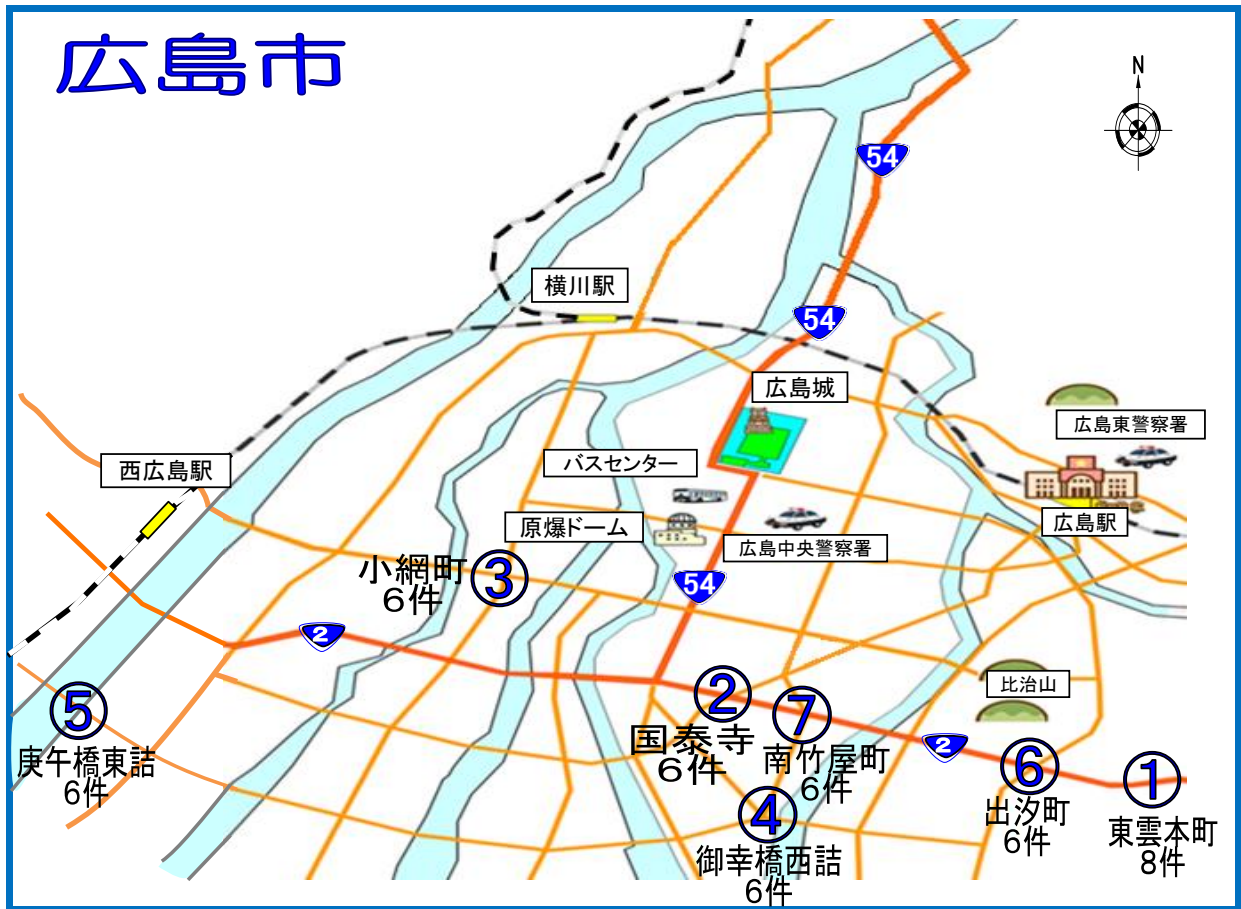 広島市
N
54
横川駅
54
広島城
広島東警察署
西広島駅
バスセンター
原爆ドーム
広島駅
広島中央警察署
小網町
6件
③
54
2
比治山
⑤
庚午橋東詰
6件
②
国泰寺
6件
⑦
南竹屋町
6件
2
⑥
出汐町
6件
①
東雲本町
8件
④
御幸橋西詰
6件